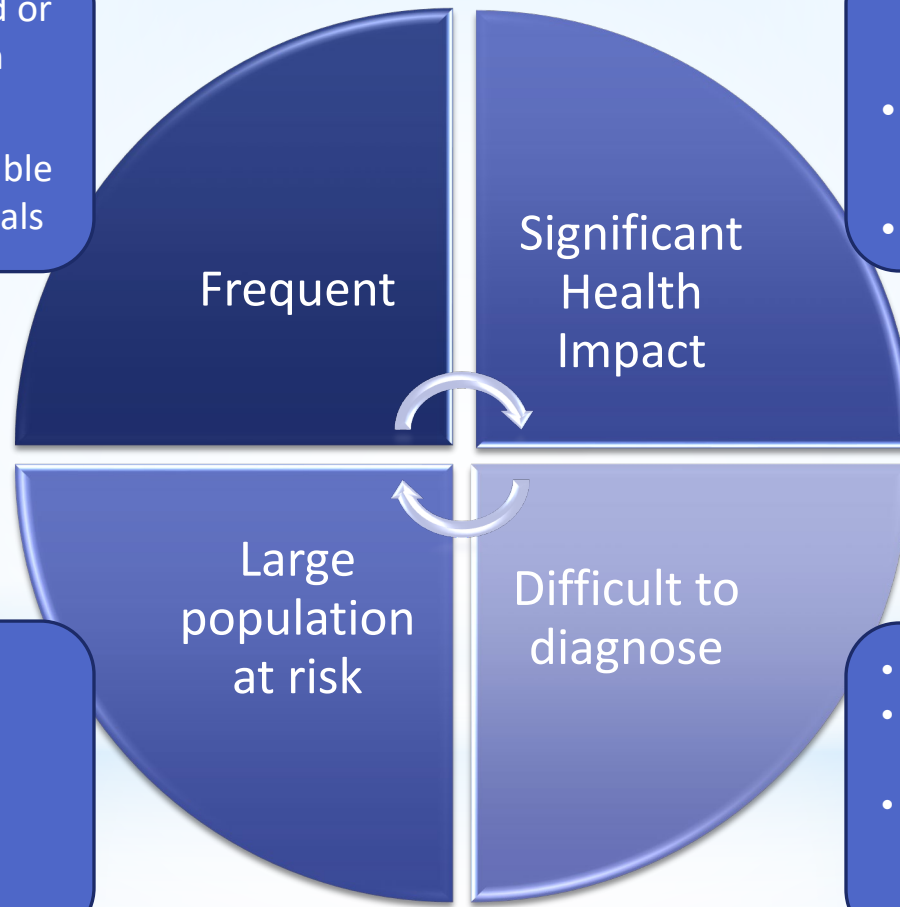 or
ble
als
Frequent
Significant
Health
Impact
Large
population
at risk
Difficult to
diagnose